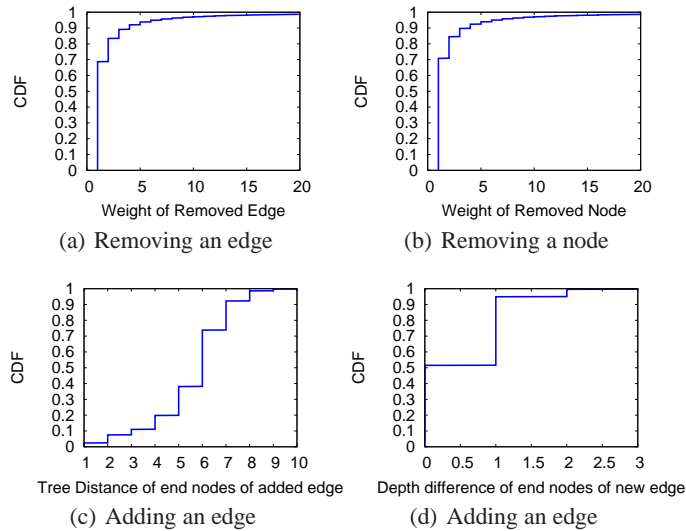 1
0.9
0.8
0.7
0.6
0.5
0.4
0.3
0.2
0.1
0
CDF
0 5 10 15 20
Weight of Removed Edge
(a) Removing an edge
1
0.9
0.8
0.7
0.6
0.5
0.4
0.3
0.2
0.1
0
CDF
0 5 10 15 20
Weight of Removed Node
(b) Removing a node
1
0.9
0.8
0.7
0.6
0.5
0.4
0.3
0.2
0.1
0
CDF
1 2 3 4 5 6 7 8 9 10
Tree Distance of end nodes of added edge
(c) Adding an edge
1
0.9
0.8
0.7
0.6
0.5
0.4
0.3
0.2
0.1
0
CDF
0 0.5 1 1.5 2 2.5 3
Depth difference of end nodes of new edge
(d) Adding an edge